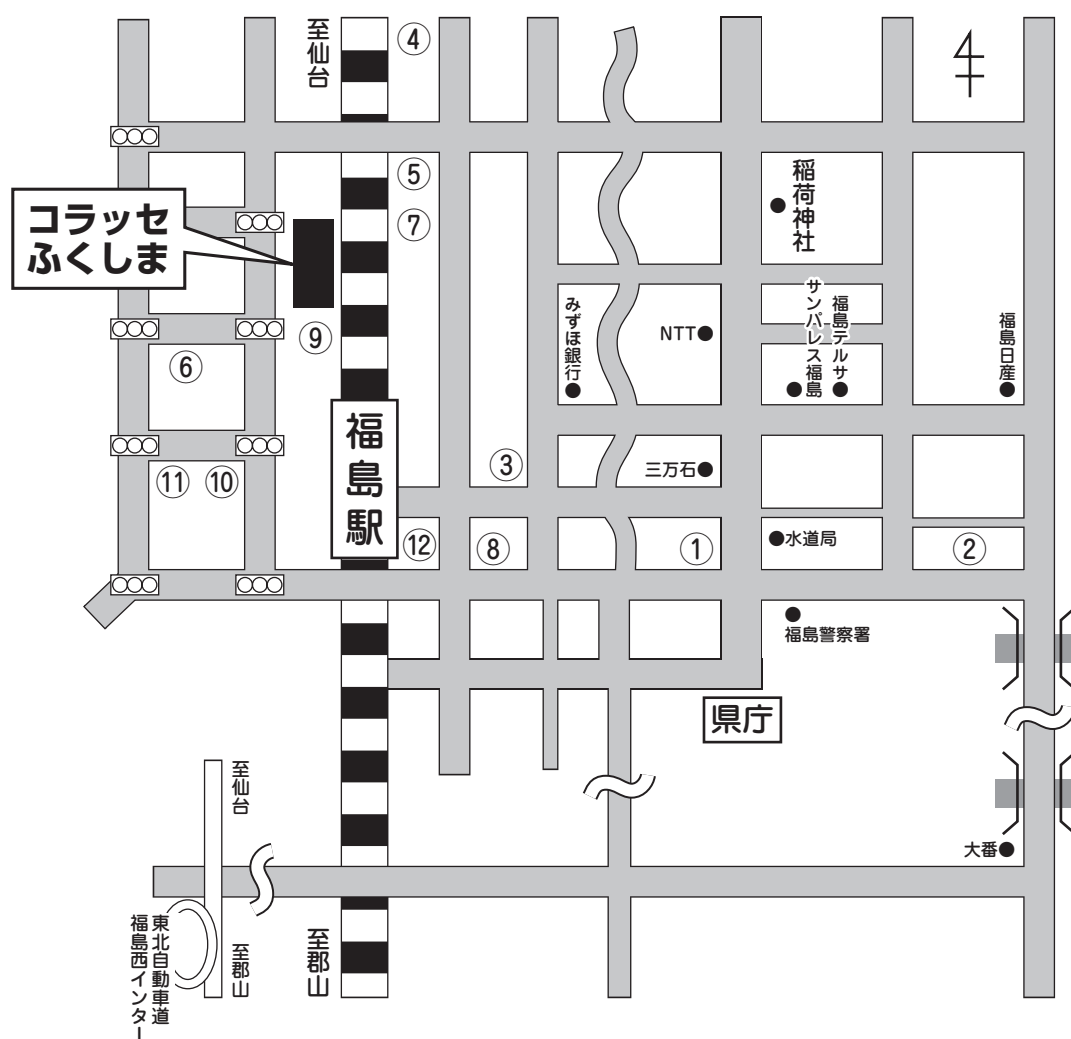 至仙台
④
⑤
⑦
稲荷神社
コラッセ
ふくしま
⑨
⑥
みずほ銀行
NTT
サンパレス福島
福島テルサ
福島日産
福島駅
③
三万石
⑪
⑩
⑫
⑧
①
水道局
②
福島警察署
県庁
至仙台
大番
東北自動車道
福島西インター
至郡山
至郡山